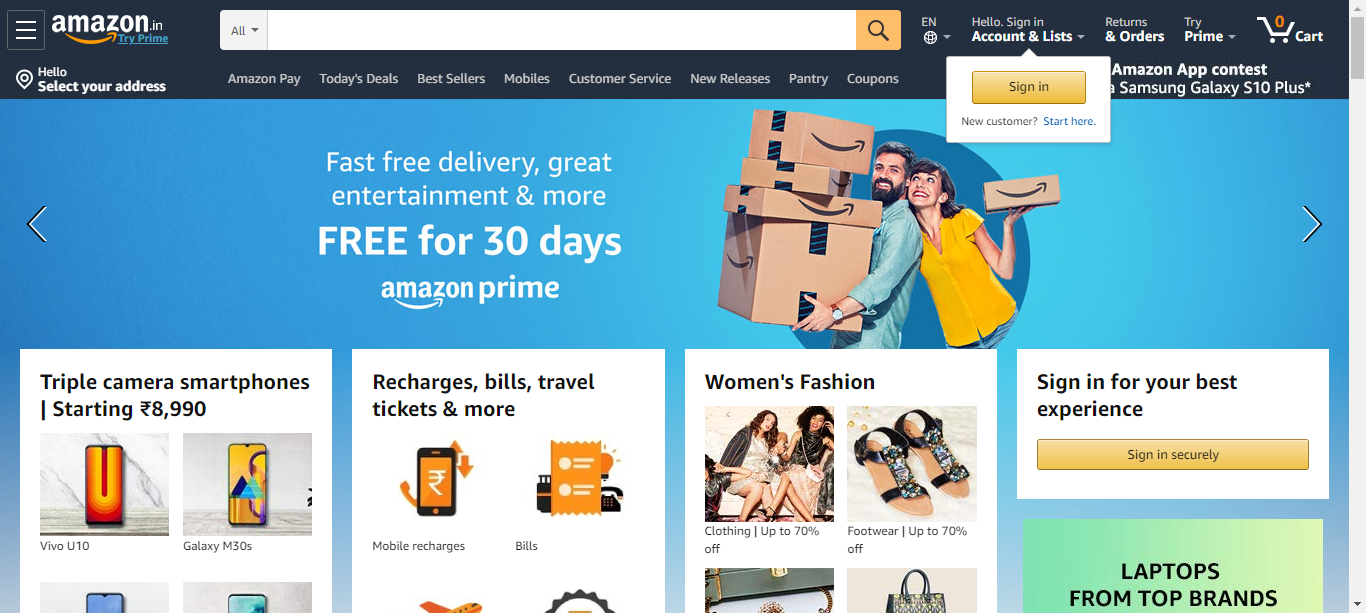 amazon.in
Try Prime
All
EN
Hello. Sign in
Account & Lists
Returns
& Orders
Try
Prime
0
Cart
Hello
Select your address
Amazon Pay
Today's Deals
Best Sellers
Mobiles
Customer Service
New Releases
Pantry
Coupons
Amazon App contest
a Samsung Galaxy S10 Plus*
Sign in
New customer? Start here.
Fast free delivery, great
entertainment & more
FREE for 30 days
amazon prime
Triple camera smartphones
| Starting ₹8,990
Vivo U10
Galaxy M30s
Recharges, bills, travel
tickets & more
₹
Mobile recharges
Bills
Women's Fashion
Clothing | Up to 70%
off
Footwear | Up to 70%
off
Sign in for your best
experience
Sign in securely
LAPTOPS
FROM TOP BRANDS